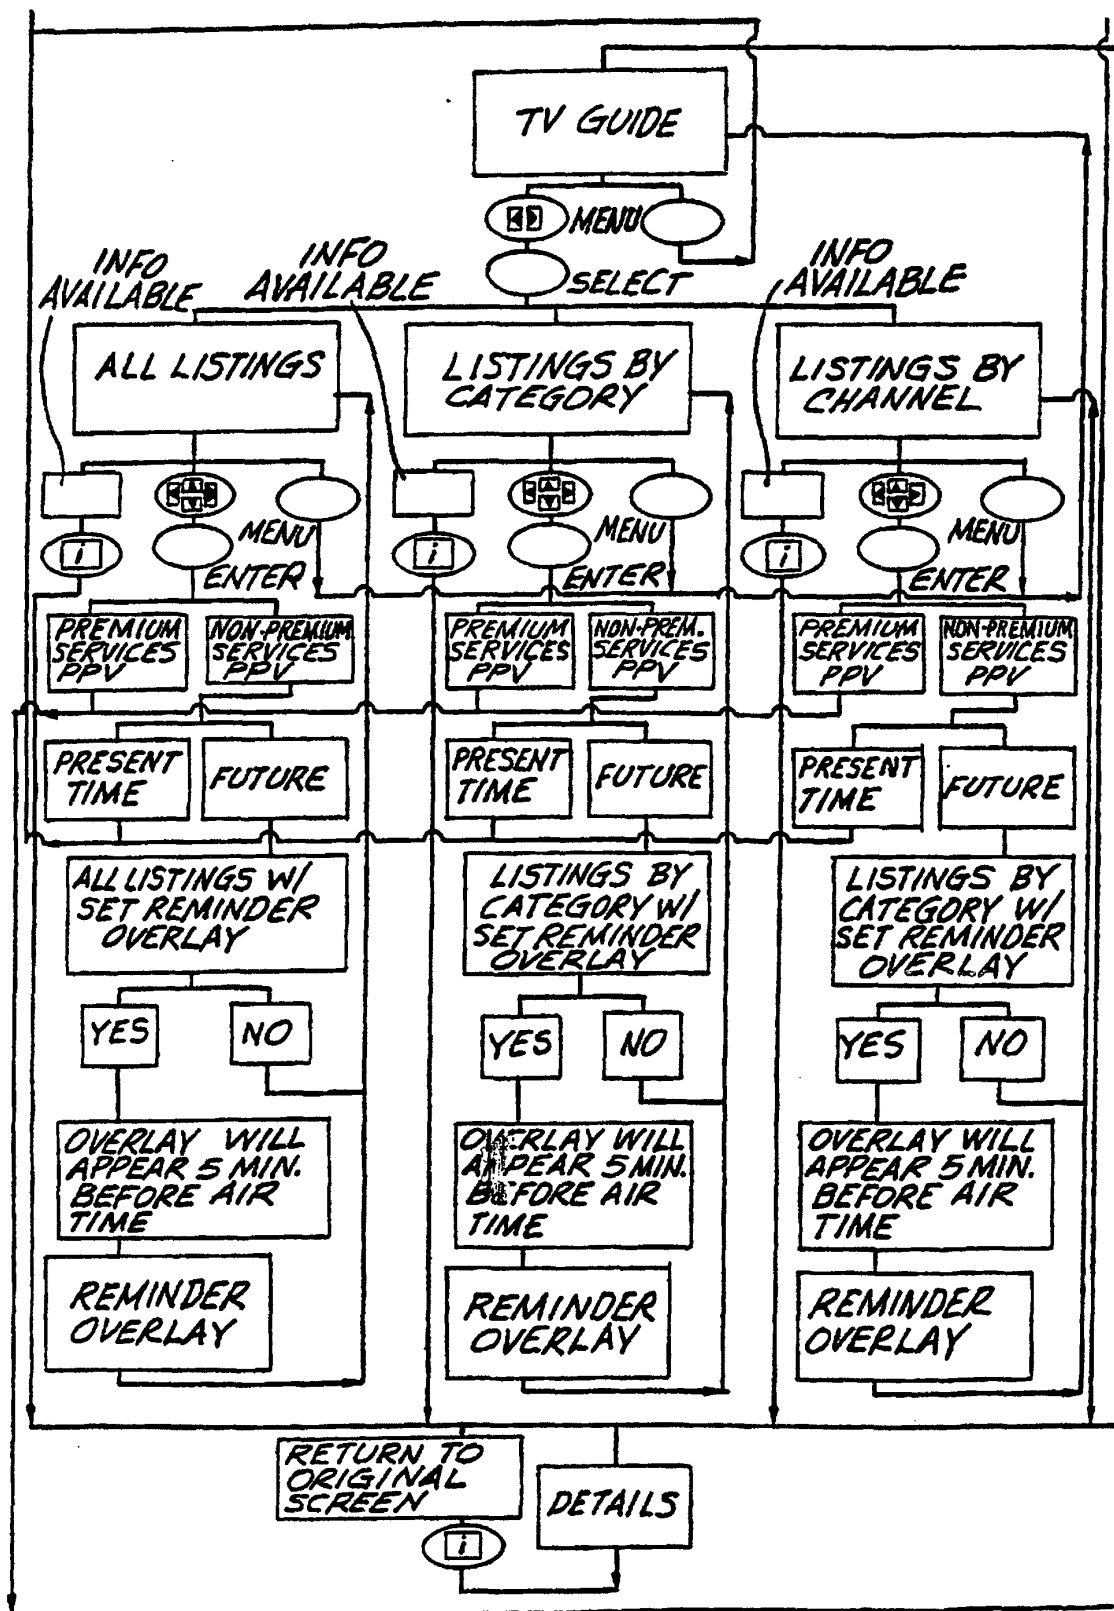 TV GUIDE
MENU
SELECT
INFO
AVAILABLE
INFO
AVAILABLE
INFO
AVAILABLE
ALL LISTINGS
LISTINGS BY
CATEGORY
LISTINGS BY
CHANNEL
MENU
MENU
MENU
i
i
i
ENTER
ENTER
ENTER
PREMIUM
SERVICES
PPV
NON-PREMIUM
SERVICES
PPV
PREMIUM
SERVICES
PPV
NON-PREM.
SERVICES
PPV
PREMIUM
SERVICES
PPV
NON-PREMIUM
SERVICES
PPV
PRESENT
TIME
FUTURE
PRESENT
TIME
FUTURE
PRESENT
TIME
FUTURE
ALL LISTINGS W/
SET REMINDER
OVERLAY
LISTINGS BY
CATEGORY W/
SET REMINDER
OVERLAY
LISTINGS BY
CATEGORY W/
SET REMINDER
OVERLAY
YES
NO
YES
NO
YES
NO
OVERLAY WILL
APPEAR 5 MIN.
BEFORE AIR
TIME
OVERLAY WILL
APPEAR 5 MIN.
BEFORE AIR
TIME
OVERLAY WILL
APPEAR 5 MIN.
BEFORE AIR
TIME
REMINDER
OVERLAY
REMINDER
OVERLAY
REMINDER
OVERLAY
RETURN TO
ORIGINAL
SCREEN
DETAILS
i